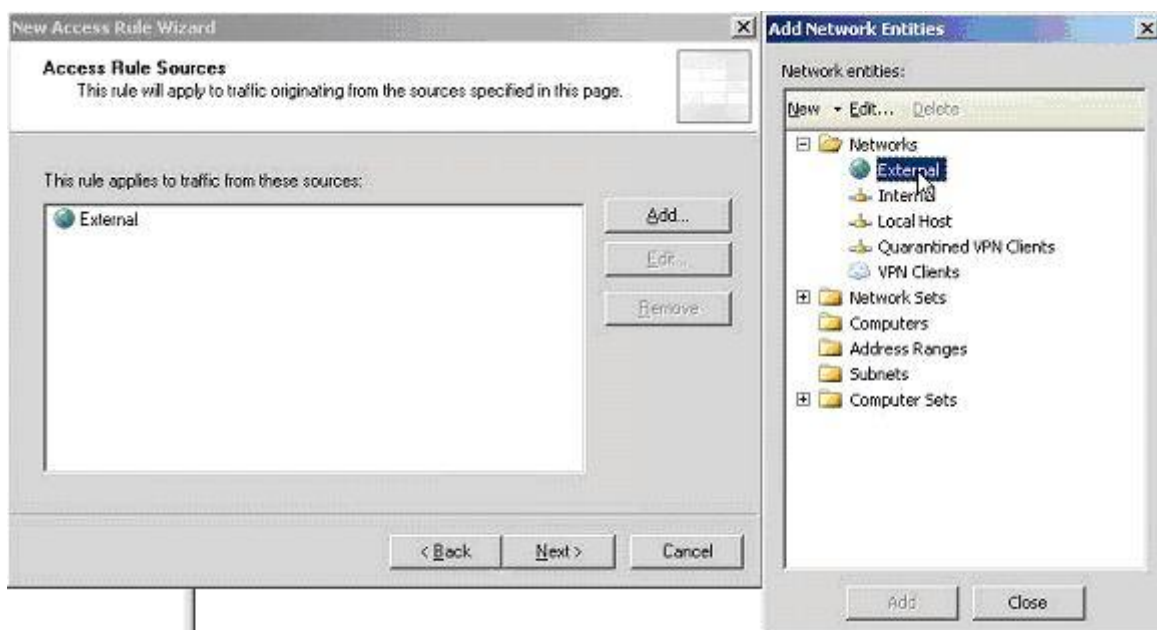 New Access Rule Wizard
Access Rule Sources
This rule will apply to traffic originating from the sources specified in this page.
This rule applies to traffic from these sources:
External
Add...
Edit...
Remove
< Back
Next >
Cancel
Add Network Entities
Network entities:
New Edit... Delete
Networks
External
Internal
Local Host
Quarantined VPN Clients
VPN Clients
Network Sets
Computers
Address Ranges
Subnets
Computer Sets
Add
Close